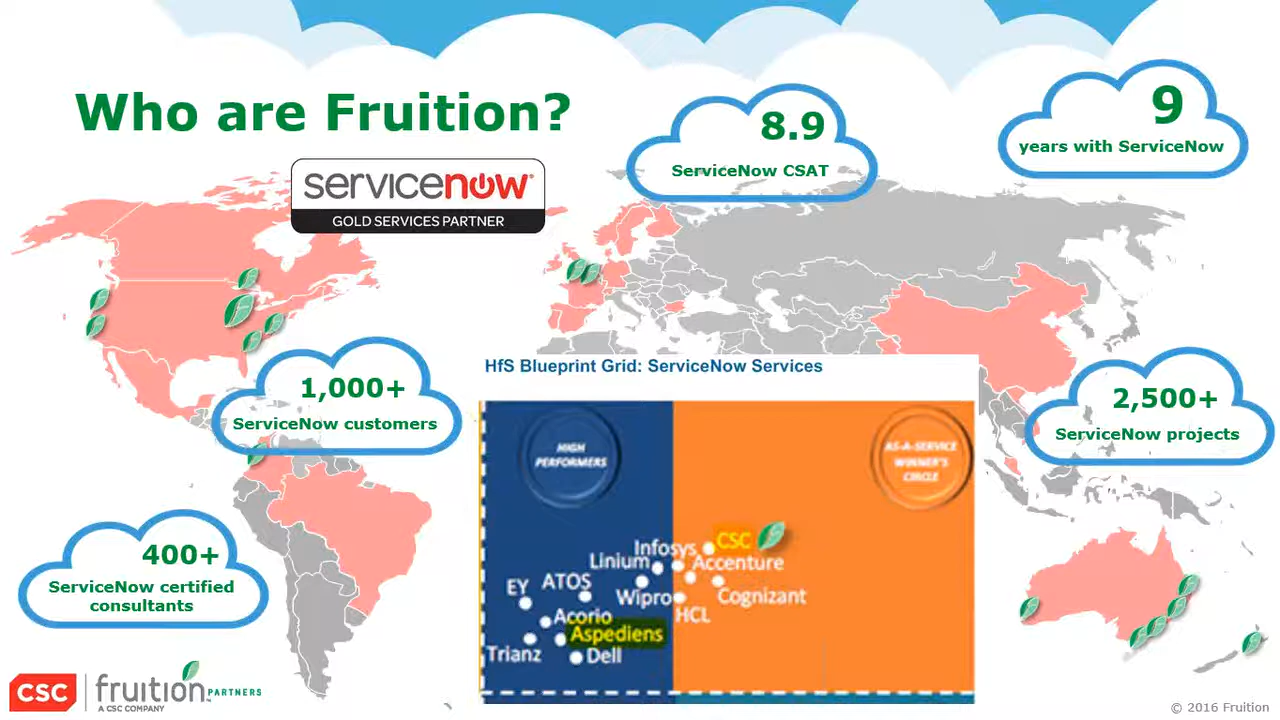 Who are Fruition?
servicenow
GOLD SERVICES PARTNER
8.9
ServiceNow CSAT
9
years with ServiceNow
1,000+
ServiceNow customers
2,500+
ServiceNow projects
400+
ServiceNow certified
consultants
HfS Blueprint Grid: ServiceNow Services
HIGH
PERFORMERS
AS-A-SERVICE
WINNER'S
CIRCLE
CSC
Infosys
Linium
Accenture
EY
ATOS
Wipro
Cognizant
HCL
Acorio
Aspediens
Trianz
Dell
CSC
fruition PARTNERS
A CSC COMPANY
© 2016 Fruition